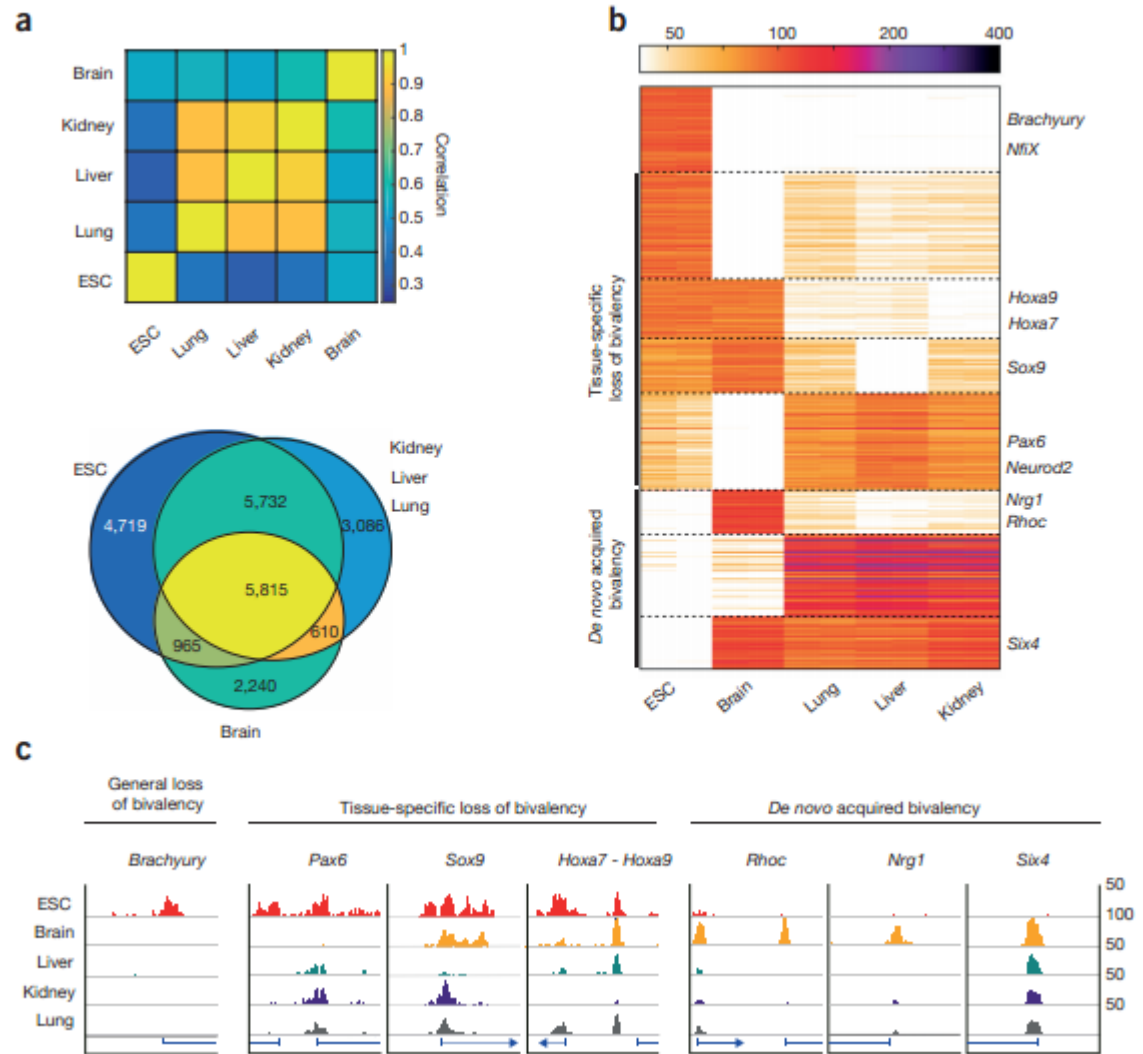 a
Brain
Kidney
Liver
Lung
ESC
ESC
Lung
Liver
Kidney
Brain
1
0.9
0.8
0.7
0.6
0.5
0.4
0.3
Correlation
ESC
Kidney
Liver
Lung
4,719
5,732
3,086
5,815
965
610
2,240
Brain
b
50
100
200
400
Brachyury
NfiX
Hoxa9
Hoxa7
Sox9
Pax6
Neurod2
Nrg1
Rhoc
Six4
Tissue-specific
loss of bivalency
De novo acquired
bivalency
ESC
Brain
Lung
Liver
Kidney
c
General loss
of bivalency
Tissue-specific loss of bivalency
De novo acquired bivalency
Brachyury
Pax6
Sox9
Hoxa7 - Hoxa9
Rhoc
Nrg1
Six4
ESC
Brain
Liver
Kidney
Lung
50
100
50
50
50